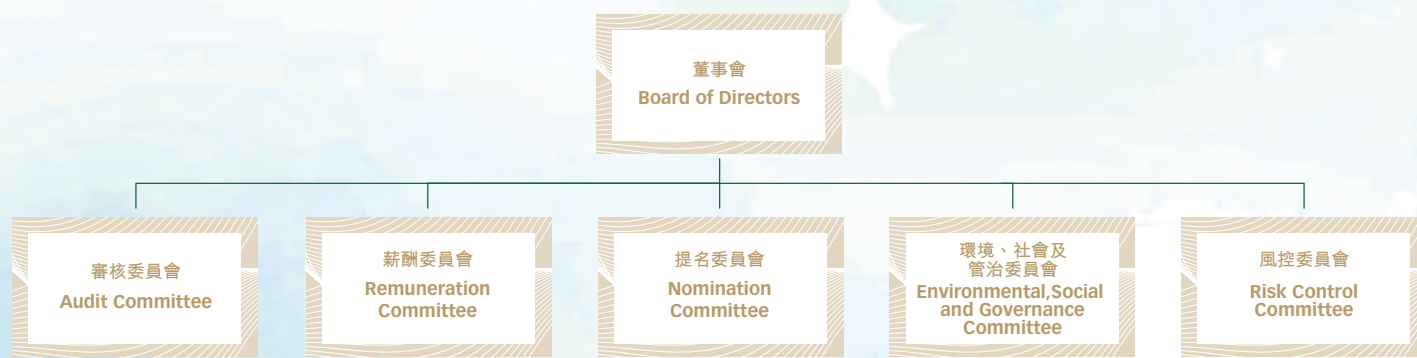 董事會
Board of Directors
審核委員會
Audit Committee
薪酬委員會
Remuneration
Committee
提名委員會
Nomination
Committee
環境、社會及
管治委員會
Environmental,Social
and Governance
Committee
風控委員會
Risk Control
Committee